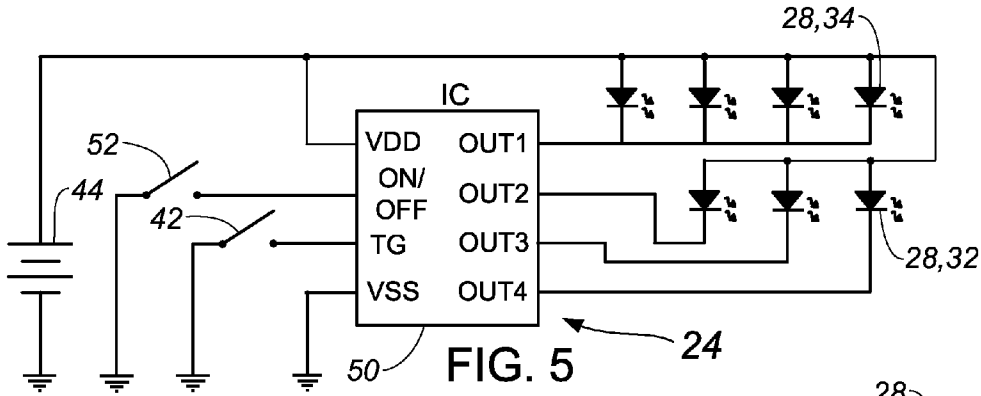 28,34
IC
52
VDD OUT1
44
ON/
OFF
OUT2
42
TG OUT3
28,32
VSS OUT4
50
FIG. 5
24
28